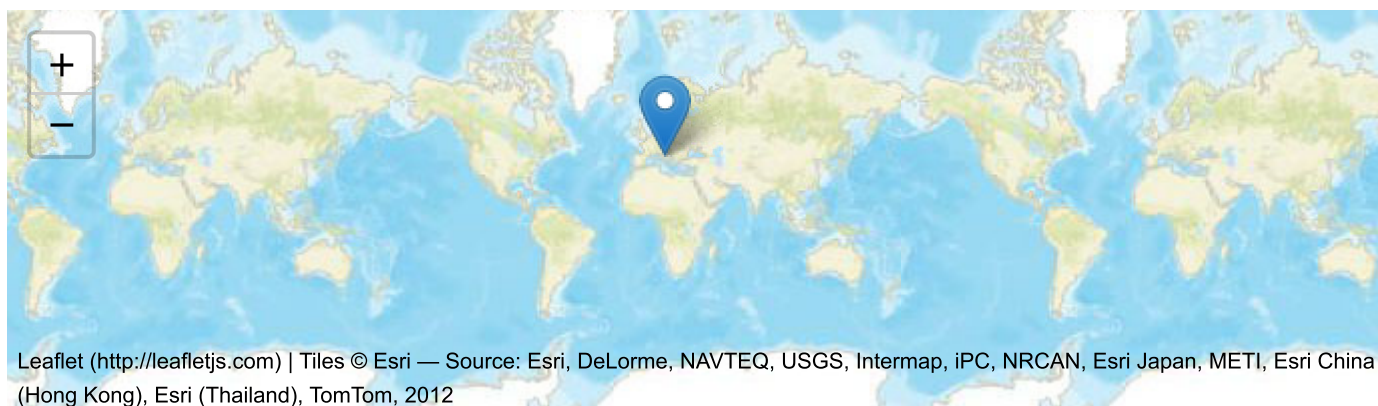 +
−
Leaflet (http://leafletjs.com) | Tiles © Esri — Source: Esri, DeLorme, NAVTEQ, USGS, Intermap, iPC, NRCAN, Esri Japan, METI, Esri China
(Hong Kong), Esri (Thailand), TomTom, 2012